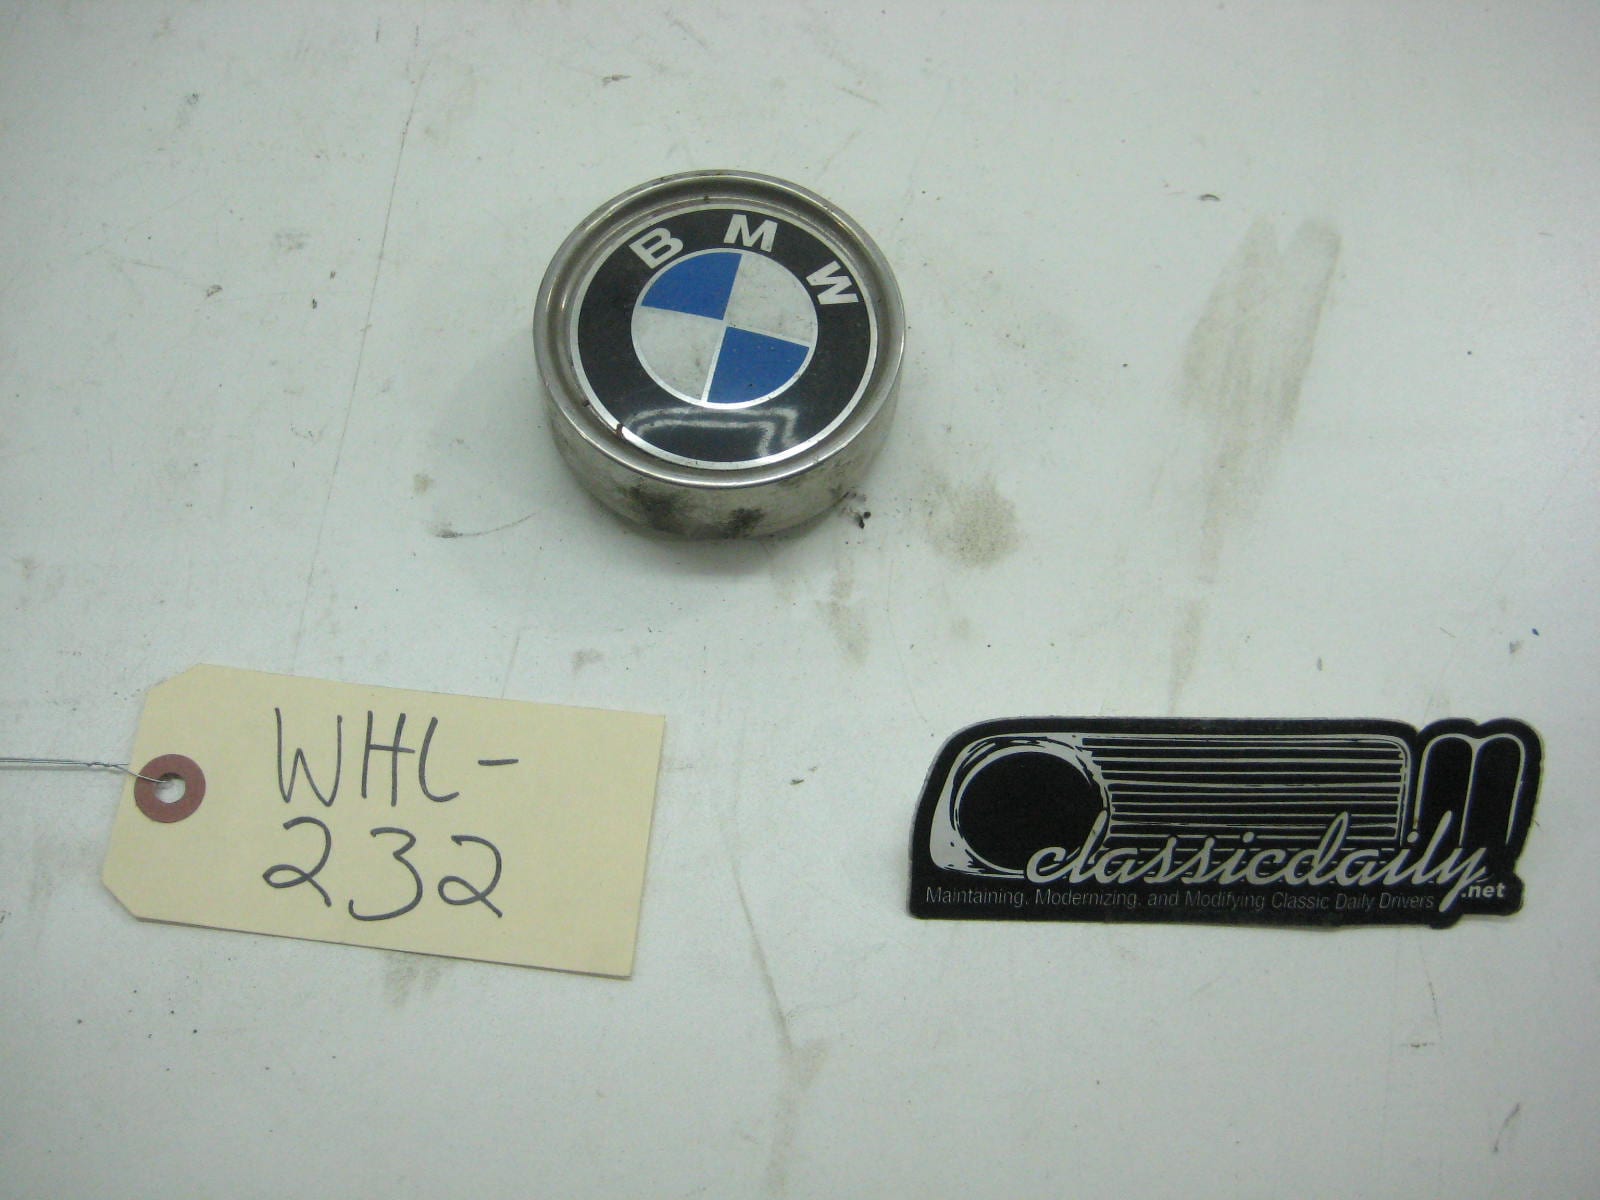 BMW
WHL-
232
classicdaily.net
Maintaining, Modernizing, and Modifying Classic Daily Drivers